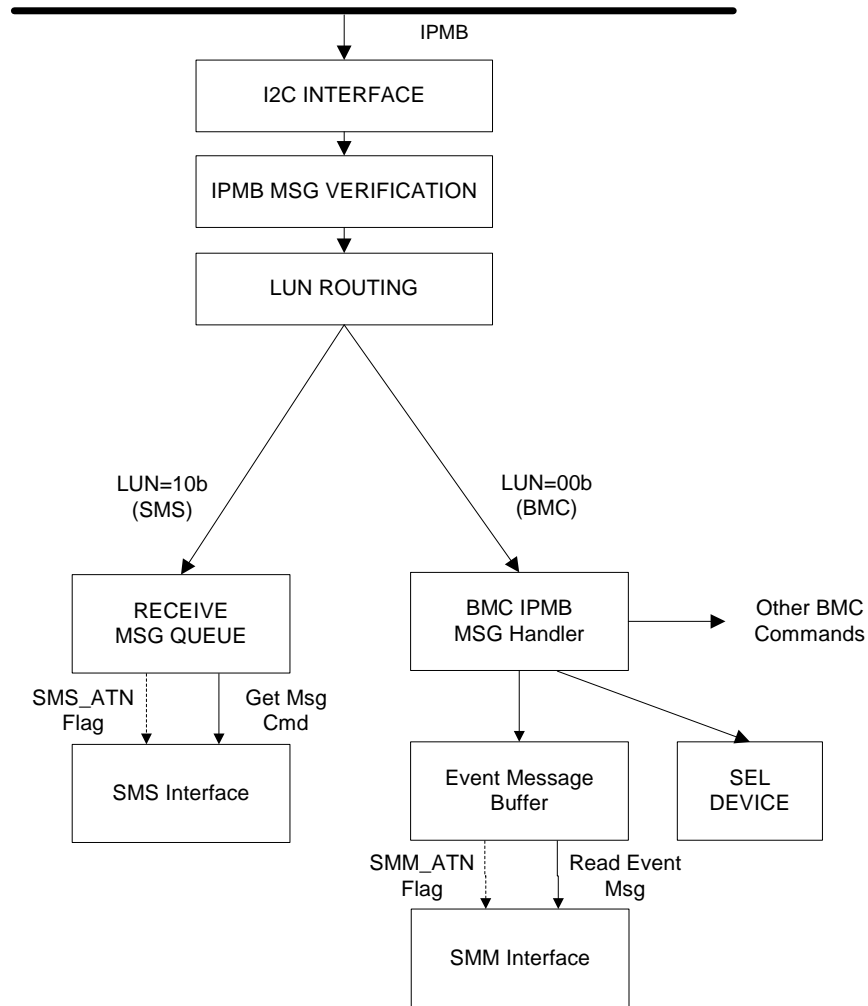 IPMB
I2C INTERFACE
IPMB MSG VERIFICATION
LUN ROUTING
LUN=10b
(SMS)
LUN=00b
(BMC)
RECEIVE
MSG QUEUE
BMC IPMB
MSG Handler
Other BMC
Commands
SMS_ATN
Flag
Get Msg
Cmd
SMS Interface
Event Message
Buffer
SEL
DEVICE
SMM_ATN
Flag
Read Event
Msg
SMM Interface